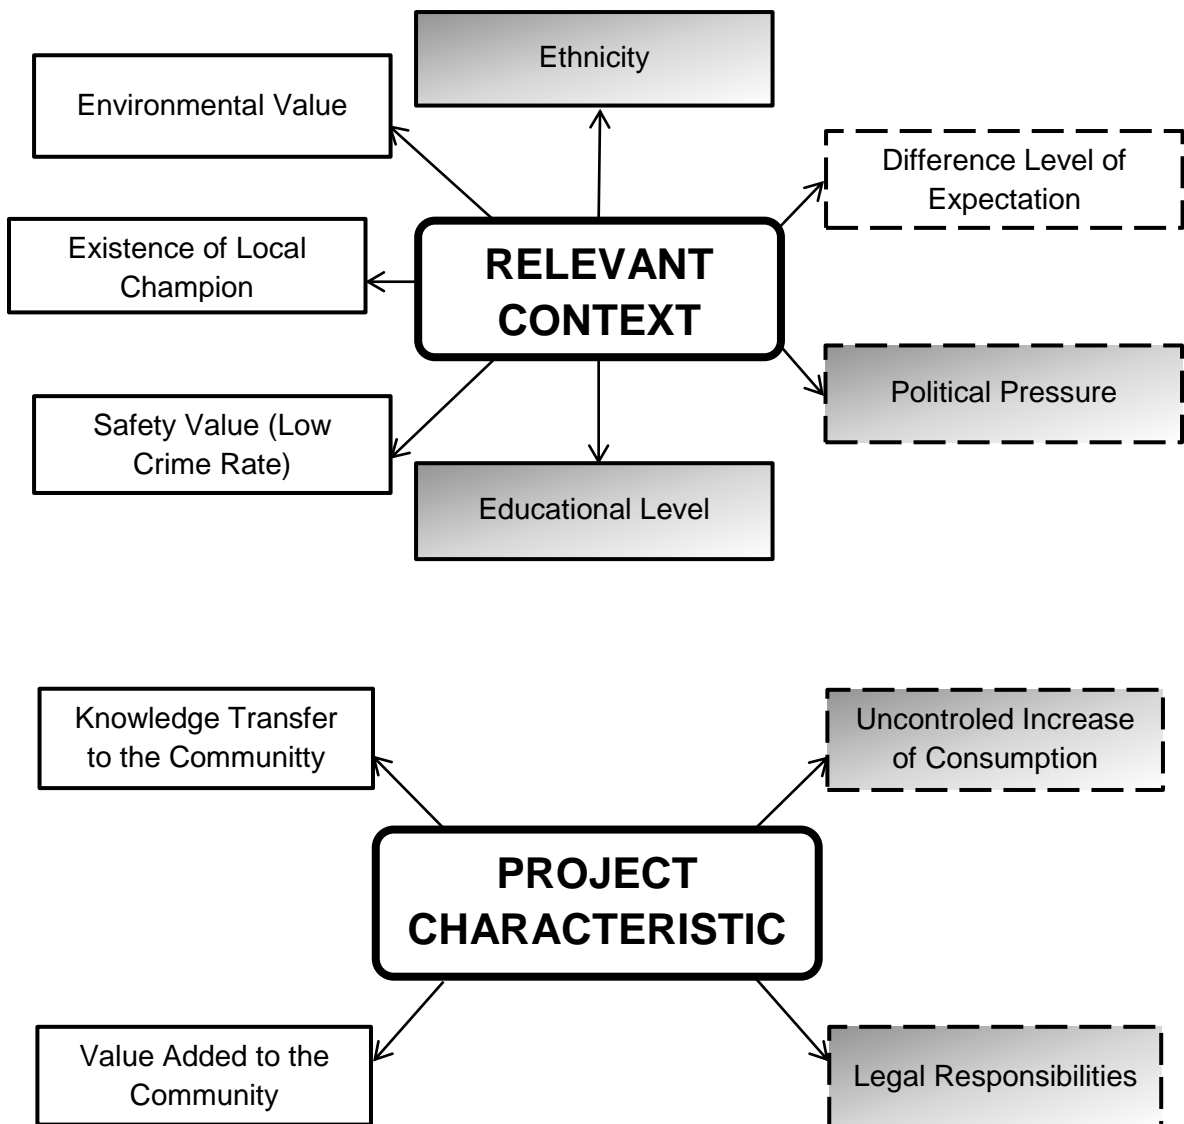 Ethnicity
Environmental Value
Difference Level of
Expectation
Existence of Local
Champion
RELEVANT
CONTEXT
Political Pressure
Safety Value (Low
Crime Rate)
Educational Level
Knowledge Transfer
to the Communitty
Uncontroled Increase
of Consumption
PROJECT
CHARACTERISTIC
Value Added to the
Community
Legal Responsibilities